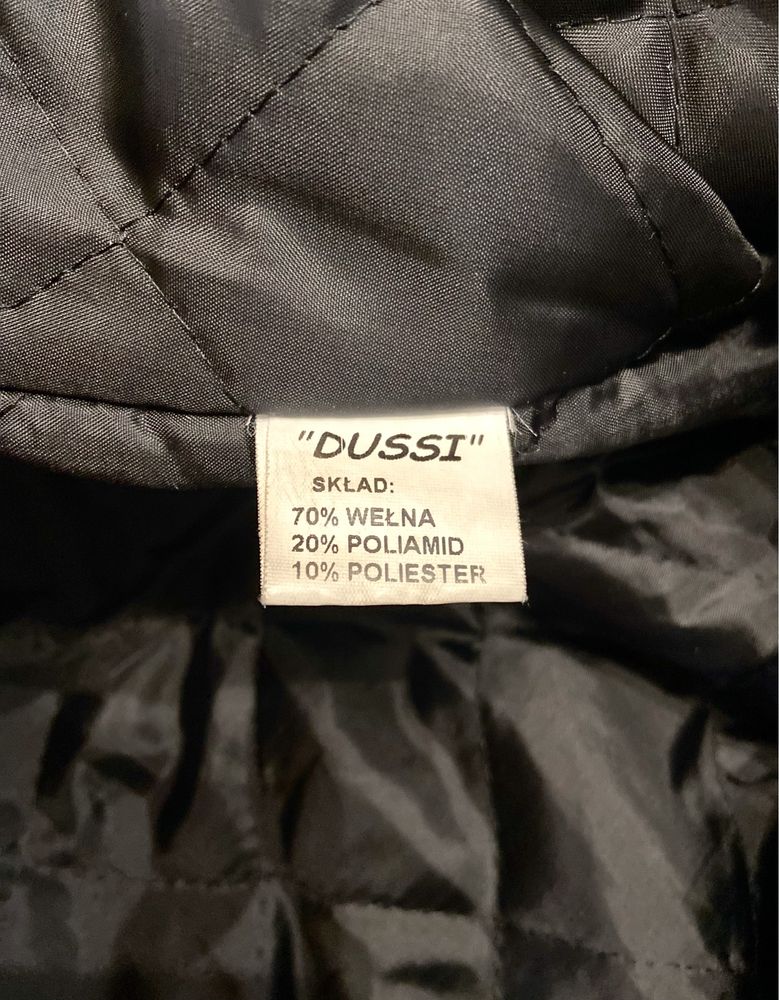 "DUSSI"
SKŁAD:
70% WEŁNA
20% POLIAMID
10% POLIESTER